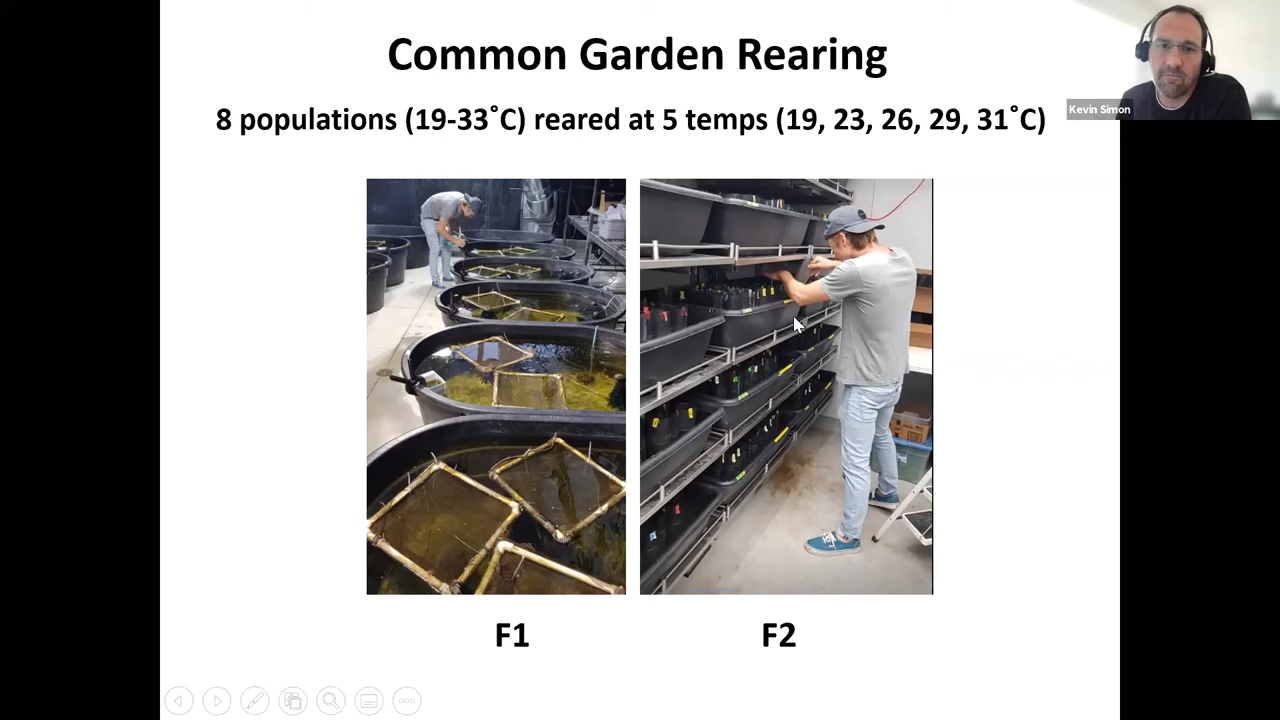 Common Garden Rearing
8 populations (19-33˚C) reared at 5 temps (19, 23, 26, 29, 31˚C)
Kevin Simon
F1
F2